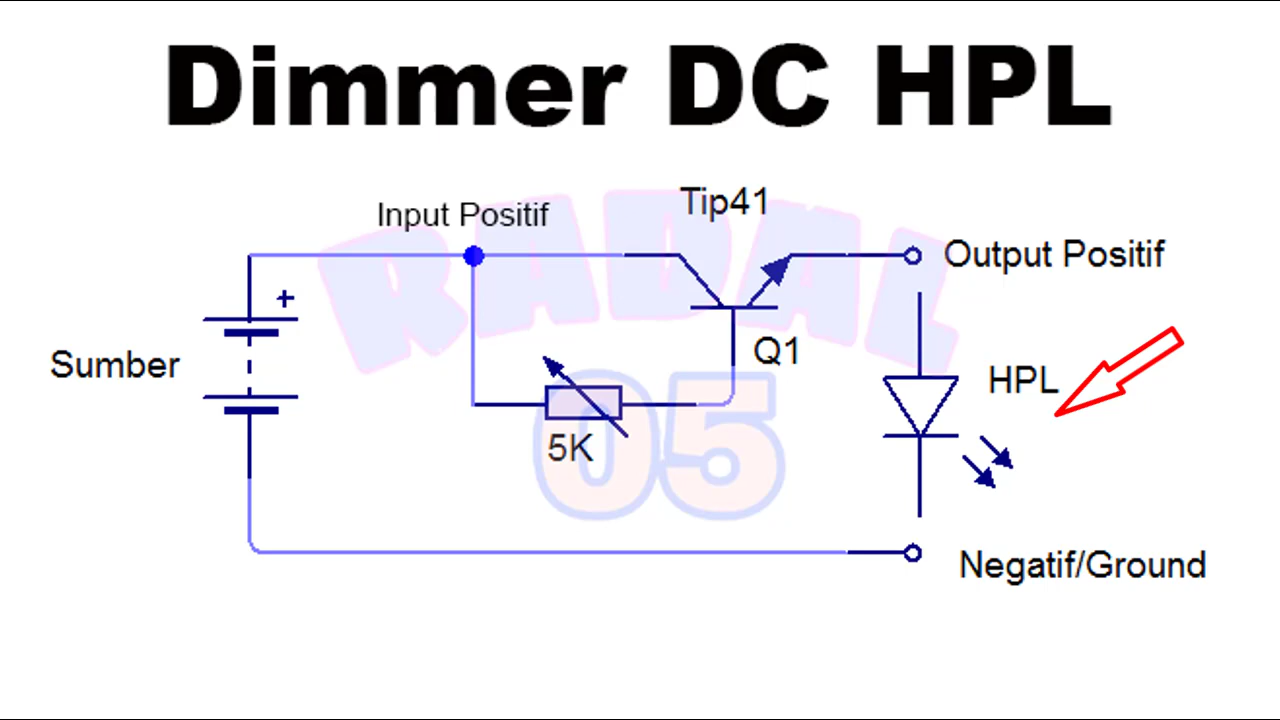 Dimmer DC HPL
RADAL
05
Input Positif
Tip41
Output Positif
+
Sumber
Q1
HPL
5K
Negatif/Ground